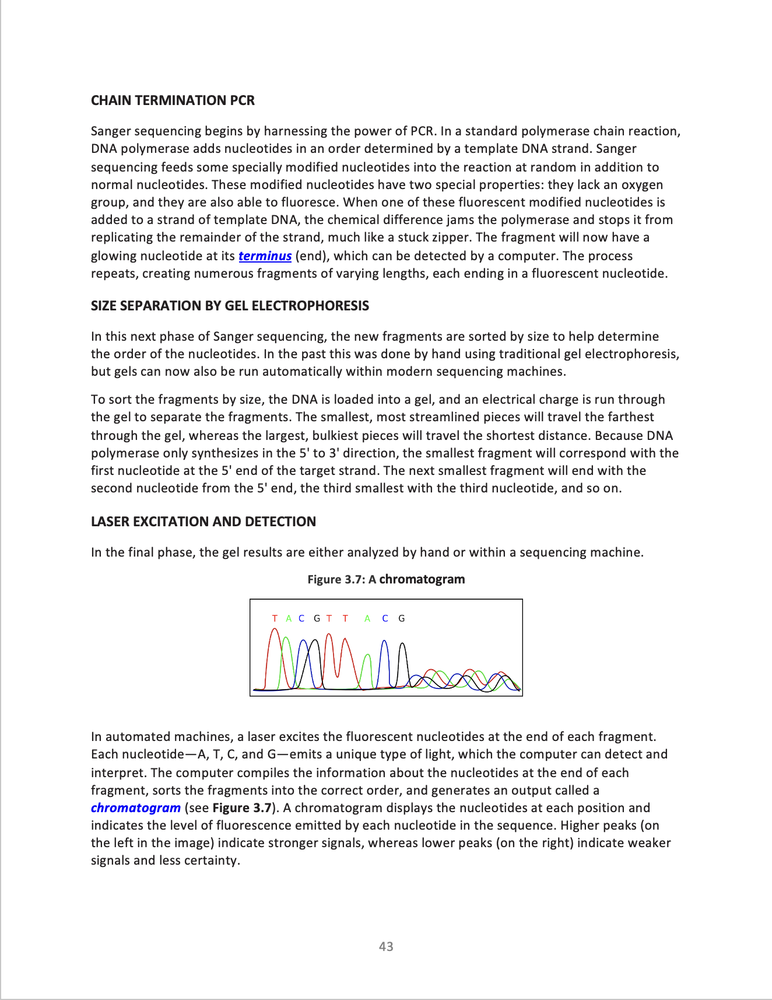 CHAIN TERMINATION PCR
Sanger sequencing begins by harnessing the power of PCR. In a standard polymerase chain reaction,
DNA polymerase adds nucleotides in an order determined by a template DNA strand. Sanger
sequencing feeds some specially modified nucleotides into the reaction at random in addition to
normal nucleotides. These modified nucleotides have two special properties: they lack an oxygen
group, and they are also able to fluoresce. When one of these fluorescent modified nucleotides is
added to a strand of template DNA, the chemical difference jams the polymerase and stops it from
replicating the remainder of the strand, much like a stuck zipper. The fragment will now have a
glowing nucleotide at its terminus (end), which can be detected by a computer. The process
repeats, creating numerous fragments of varying lengths, each ending in a fluorescent nucleotide.
SIZE SEPARATION BY GEL ELECTROPHORESIS
In this next phase of Sanger sequencing, the new fragments are sorted by size to help determine
the order of the nucleotides. In the past this was done by hand using traditional gel electrophoresis,
but gels can now also be run automatically within modern sequencing machines.
To sort the fragments by size, the DNA is loaded into a gel, and an electrical charge is run through
the gel to separate the fragments. The smallest, most streamlined pieces will travel the farthest
through the gel, whereas the largest, bulkiest pieces will travel the shortest distance. Because DNA
polymerase only synthesizes in the 5' to 3' direction, the smallest fragment will correspond with the
first nucleotide at the 5' end of the target strand. The next smallest fragment will end with the
second nucleotide from the 5' end, the third smallest with the third nucleotide, and so on.
LASER EXCITATION AND DETECTION
In the final phase, the gel results are either analyzed by hand or within a sequencing machine.
Figure 3.7: A chromatogram
T A C G T T A C G
In automated machines, a laser excites the fluorescent nucleotides at the end of each fragment.
Each nucleotide—A, T, C, and G—emits a unique type of light, which the computer can detect and
interpret. The computer compiles the information about the nucleotides at the end of each
fragment, sorts the fragments into the correct order, and generates an output called a
chromatogram (see Figure 3.7). A chromatogram displays the nucleotides at each position and
indicates the level of fluorescence emitted by each nucleotide in the sequence. Higher peaks (on
the left in the image) indicate stronger signals, whereas lower peaks (on the right) indicate weaker
signals and less certainty.
43